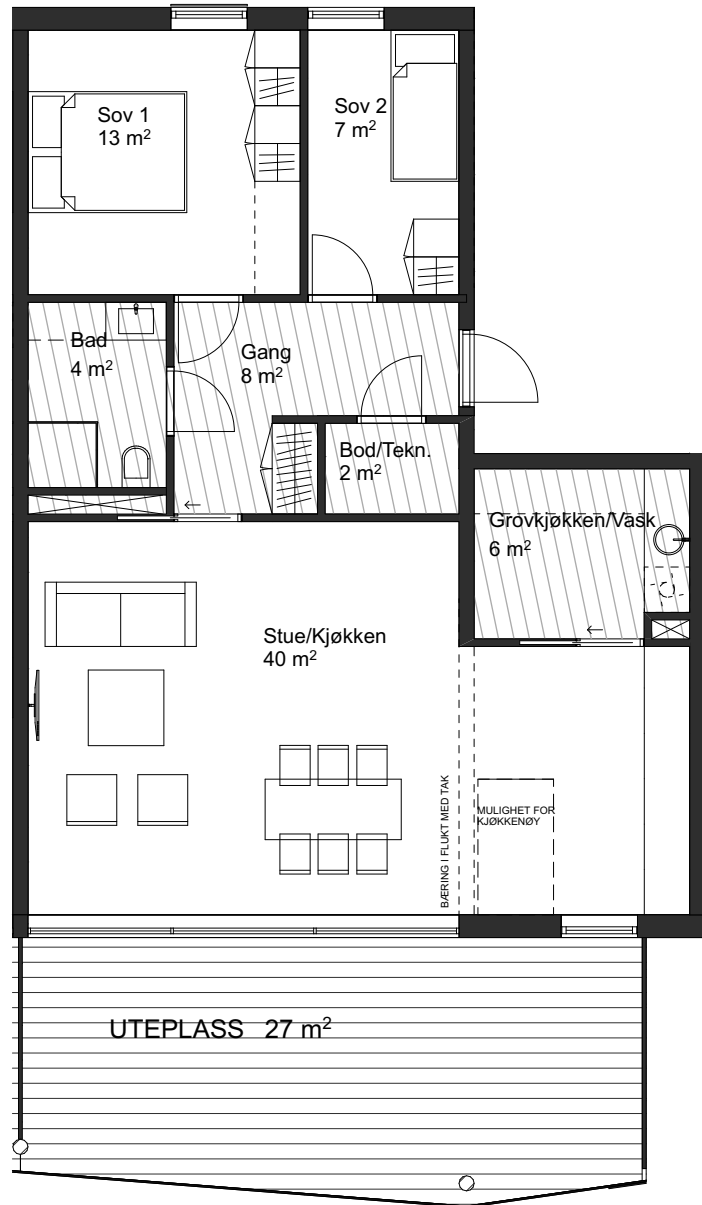 Sov 1
13 m²
Sov 2
7 m²
Bad
4 m²
Gang
8 m²
Bod/Tekn.
2 m²
Grovkjøkken/Vask
6 m²
Stue/Kjøkken
40 m²
BÆRING I FLUKT MED TAK
MULIGHET FOR
KJØKKENØY
UTEPLASS 27 m²